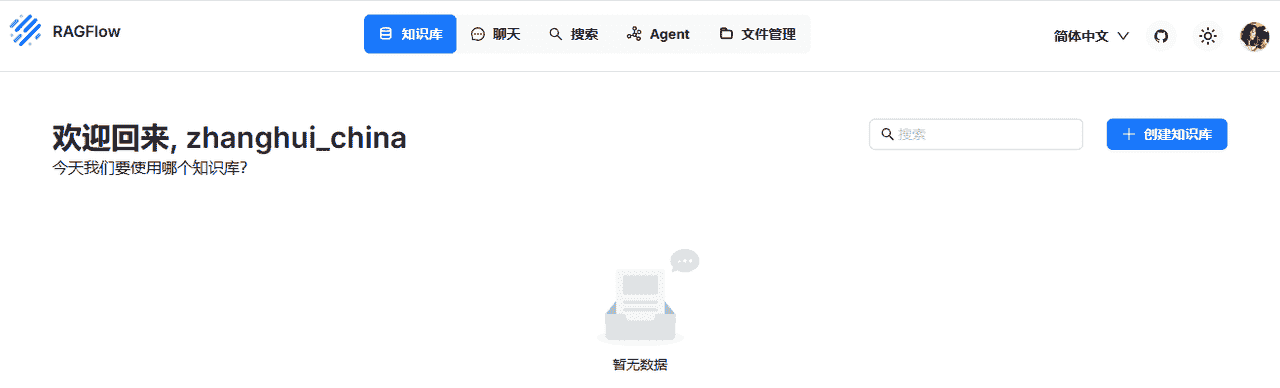 RAGFlow
知识库
聊天
搜索
Agent
文件管理
简体中文
欢迎回来, zhanghui_china
今天我们要使用哪个知识库?
搜索
创建知识库
暂无数据